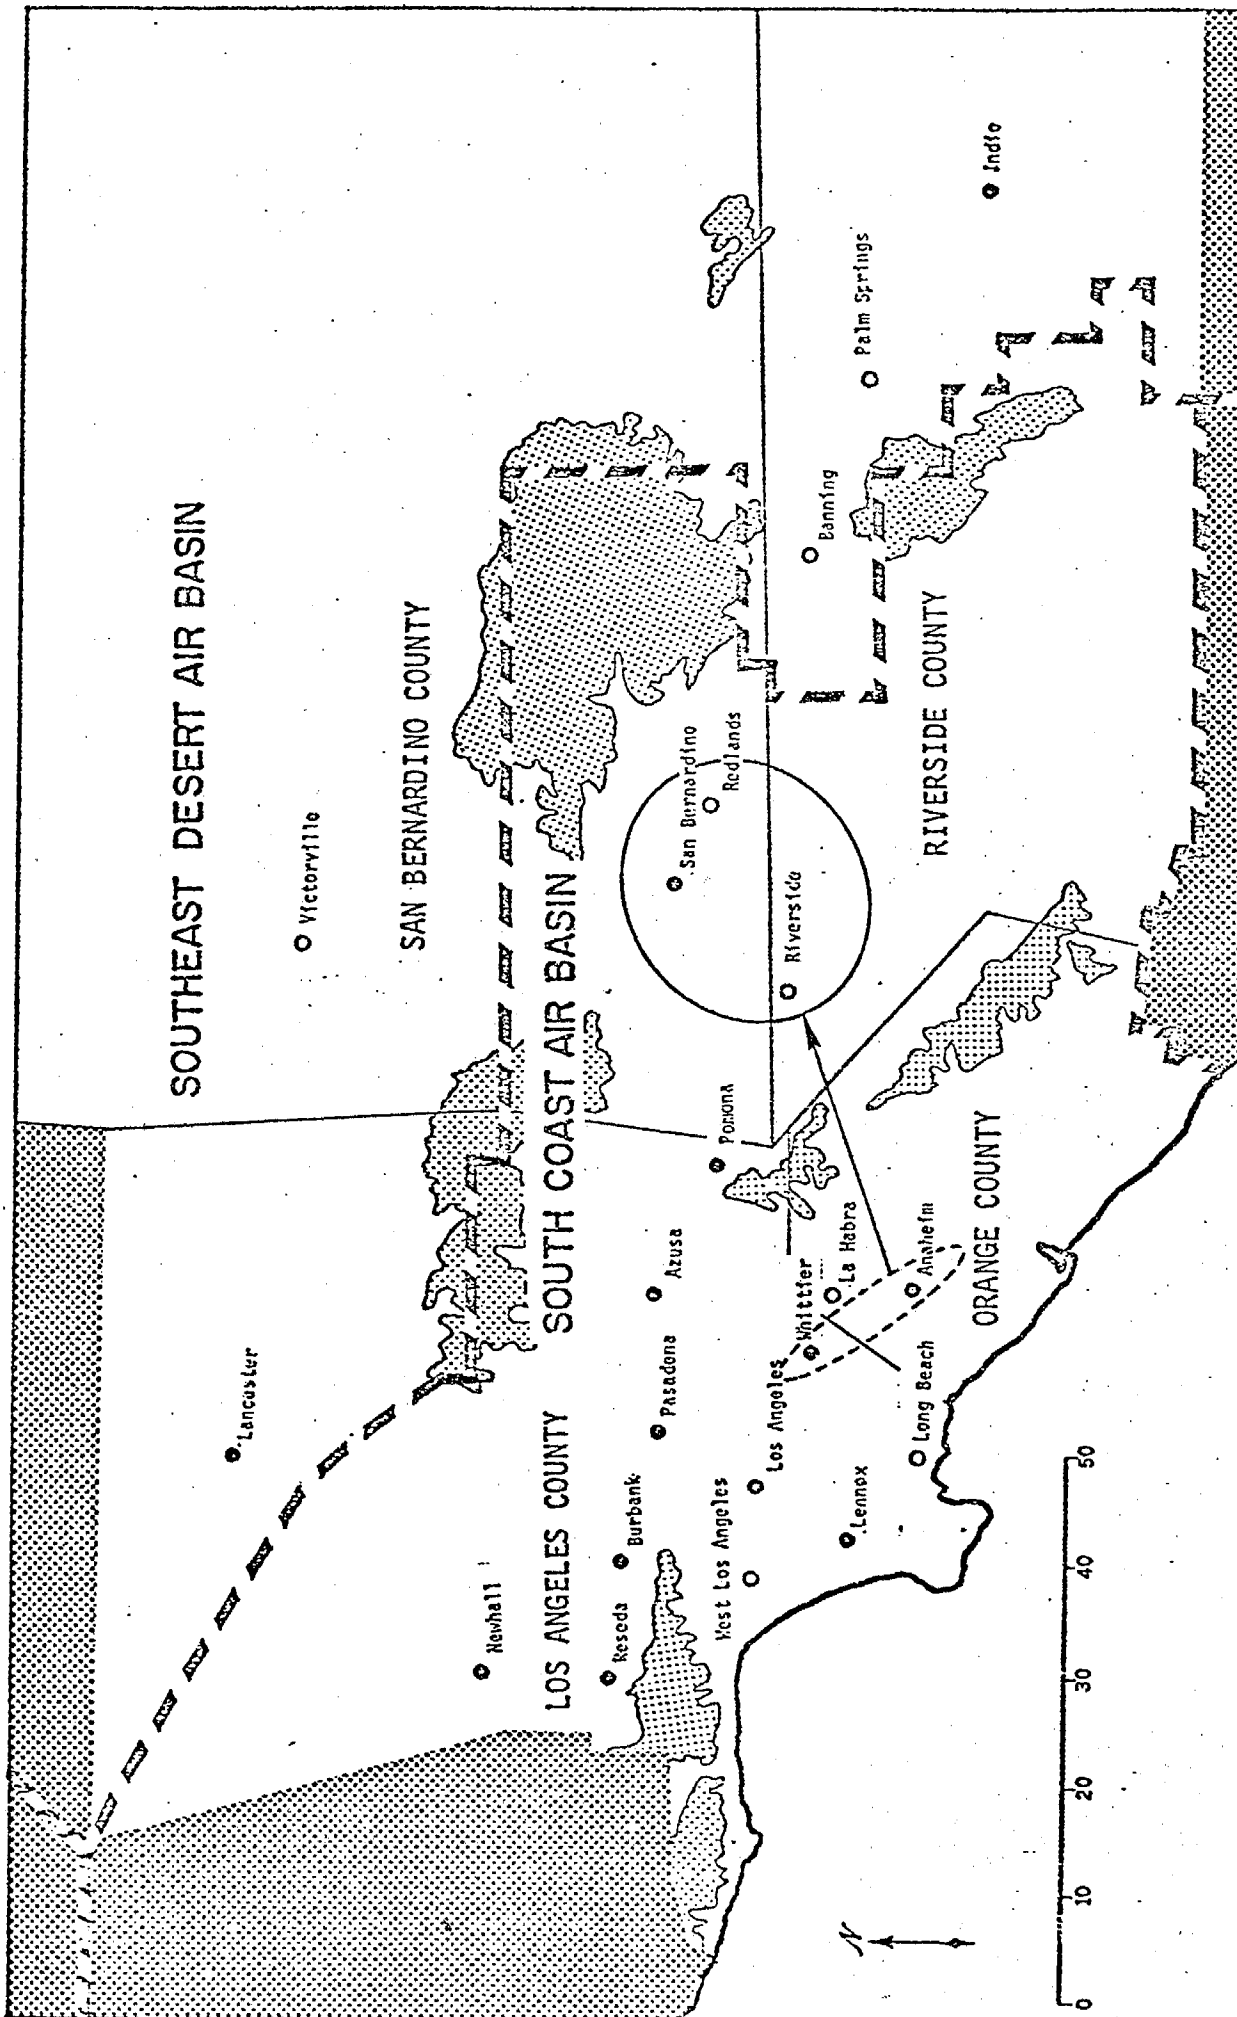 SOUTHEAST DESERT AIR BASIN
Lancaster
Victorville
SAN BERNARDINO COUNTY
Newhall
LOS ANGELES COUNTY
SOUTH COAST AIR BASIN
Reseda
Burbank
Pasadena
Azusa
Pomona
San Bernardino
Redlands
West Los Angeles
Los Angeles
Whittier
La Habra
Riverside
Banning
Palm Springs
Indio
Lennox
Long Beach
Anaheim
ORANGE COUNTY
RIVERSIDE COUNTY
N
0 10 20 30 40 50